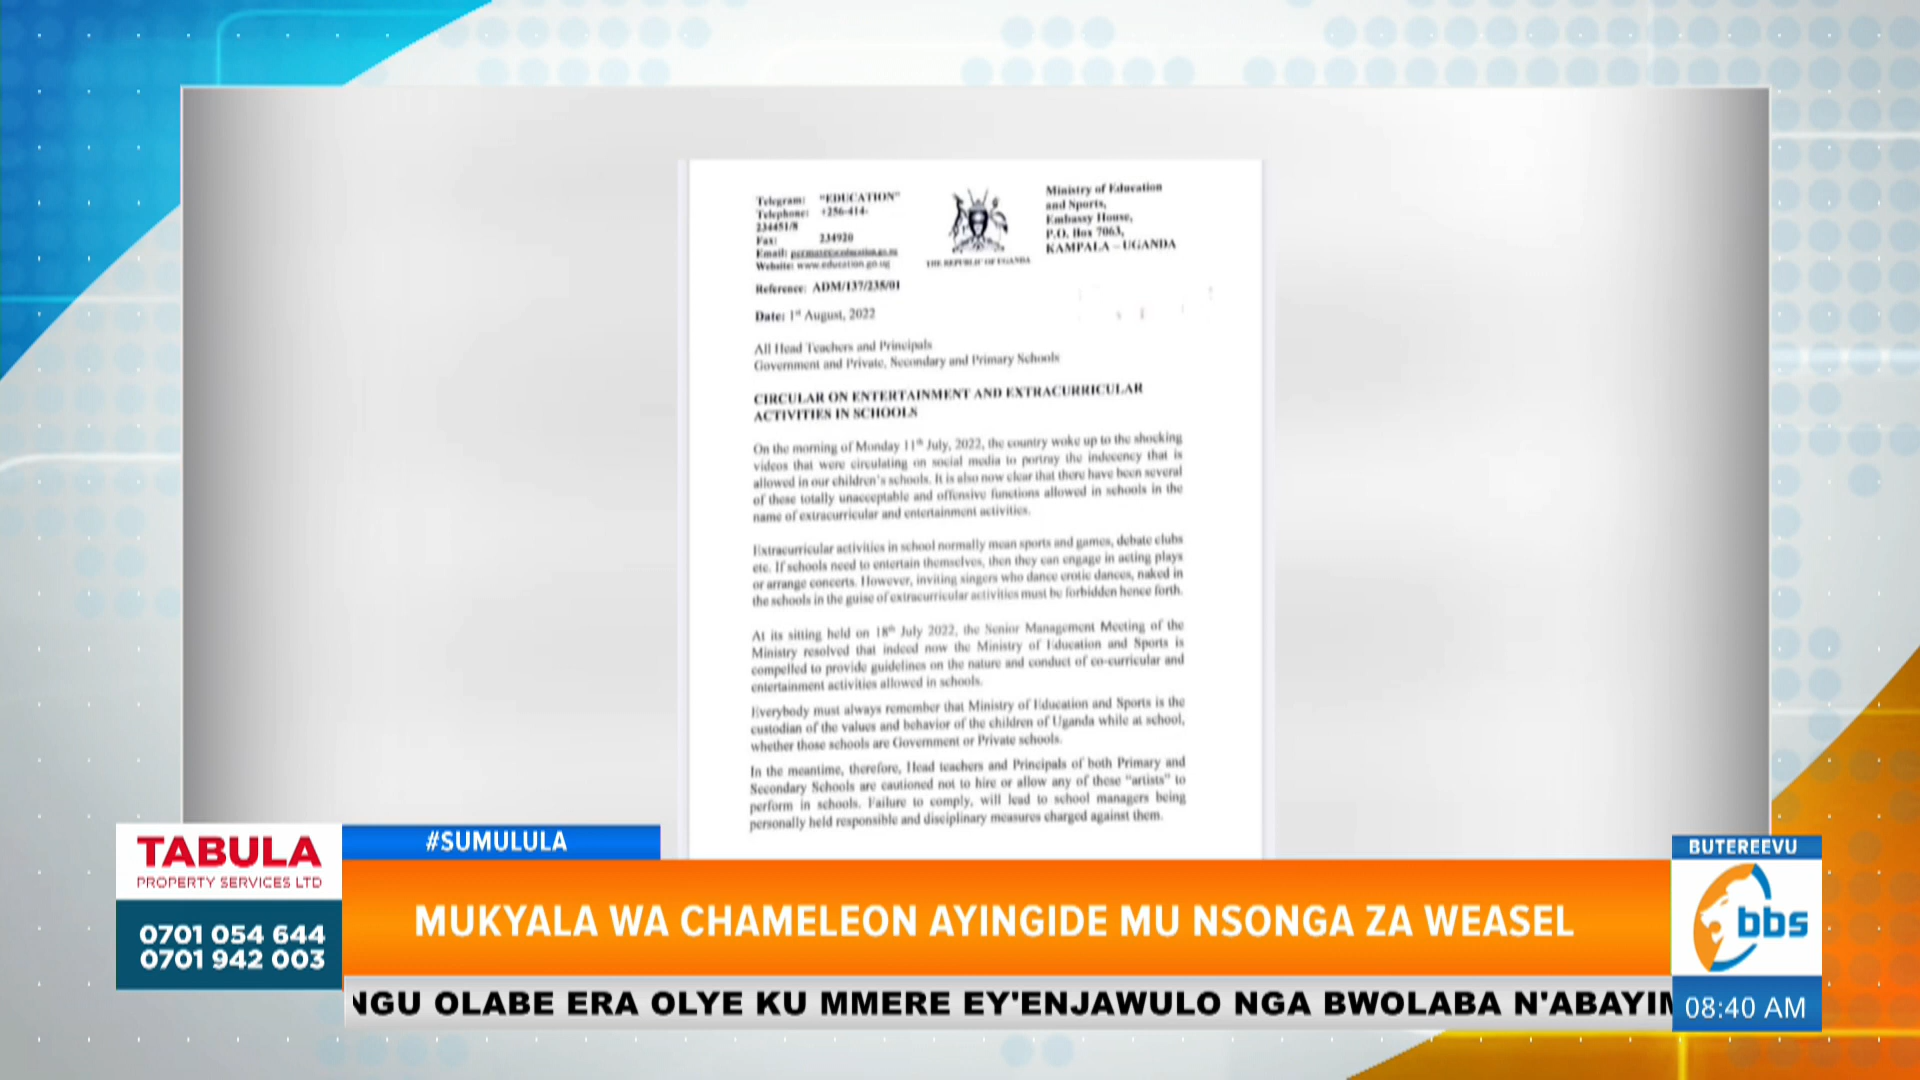 Telegram: "EDUCATION"
Telephone: +256-414-
234451/8
Fax: 234920
Email:
Website: www.education.go.ug
THE REPUBLIC OF UGANDA
Ministry of Education
and Sports,
Embassy House,
P.O. Box 7063,
KAMPALA – UGANDA
Reference: ADM/137/238/01
Date: 1st August, 2022
All Head Teachers and Principals
Government and Private, Secondary and Primary Schools
CIRCULAR ON ENTERTAINMENT AND EXTRACURRICULAR
ACTIVITIES IN SCHOOLS
On the morning of Monday 11th July, 2022, the country woke up to the shocking
videos that were circulating on social media to portray the indecency that is
allowed in our children's schools. It is also now clear that there have been several
of these totally unacceptable and offensive functions allowed in schools in the
name of extracurricular and entertainment activities.
Extracurricular activities in school normally mean sports and games, debate clubs
etc. If schools need to entertain themselves, then they can engage in acting plays
or arrange concerts. However, inviting singers who dance erotic dances, naked in
the schools in the guise of extracurricular activities must be forbidden hence forth.
At its sitting held on 18th July 2022, the Senior Management Meeting of the
Ministry resolved that indeed now the Ministry of Education and Sports is
compelled to provide guidelines on the nature and conduct of co-curricular and
entertainment activities allowed in schools.
Everybody must always remember that Ministry of Education and Sports is the
custodian of the values and behavior of the children of Uganda while at school,
whether those schools are Government or Private schools.
In the meantime, therefore, Head teachers and Principals of both Primary and
Secondary Schools are cautioned not to hire or allow any of these "artists" to
perform in schools. Failure to comply, will lead to school managers being
personally held responsible and disciplinary measures charged against them.
TABULA
PROPERTY SERVICES LTD
0701 054 644
0701 942 003
#SUMULULA
MUKYALA WA CHAMELEON AYINGIDE MU NSONGA ZA WEASEL
BUTEREEVU
bbs
NGU OLABE ERA OLYE KU MMERE EY'ENJAWULO NGA BWOLABA N'ABAYIM
08:40 AM